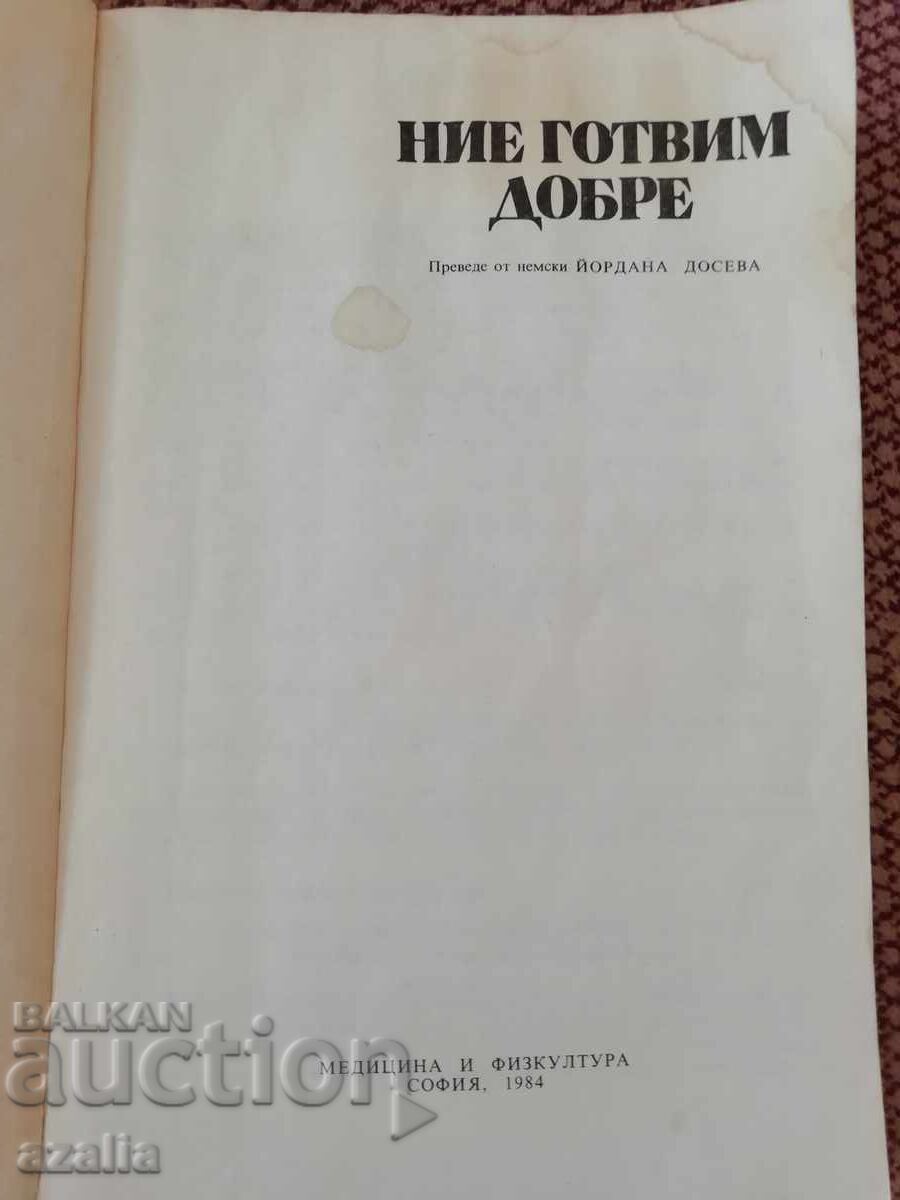 НИЕ ГОТВИМ
ДОБРЕ
Преведе от немски ЙОРДАНА ДОСЕВА
МЕДИЦИНА И ФИЗКУЛТУРА
СОФИЯ, 1984
BALKAN
auction
azalia